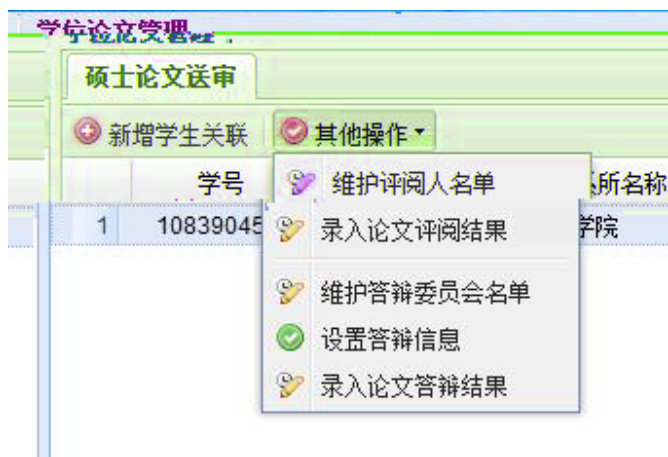 学位论文管理
硕士论文送审
新增学生关联 其他操作
学号
维护评阅人名单
所名称
1 10839045
录入论文评阅结果
学院
维护答辩委员会名单
设置答辩信息
录入论文答辩结果